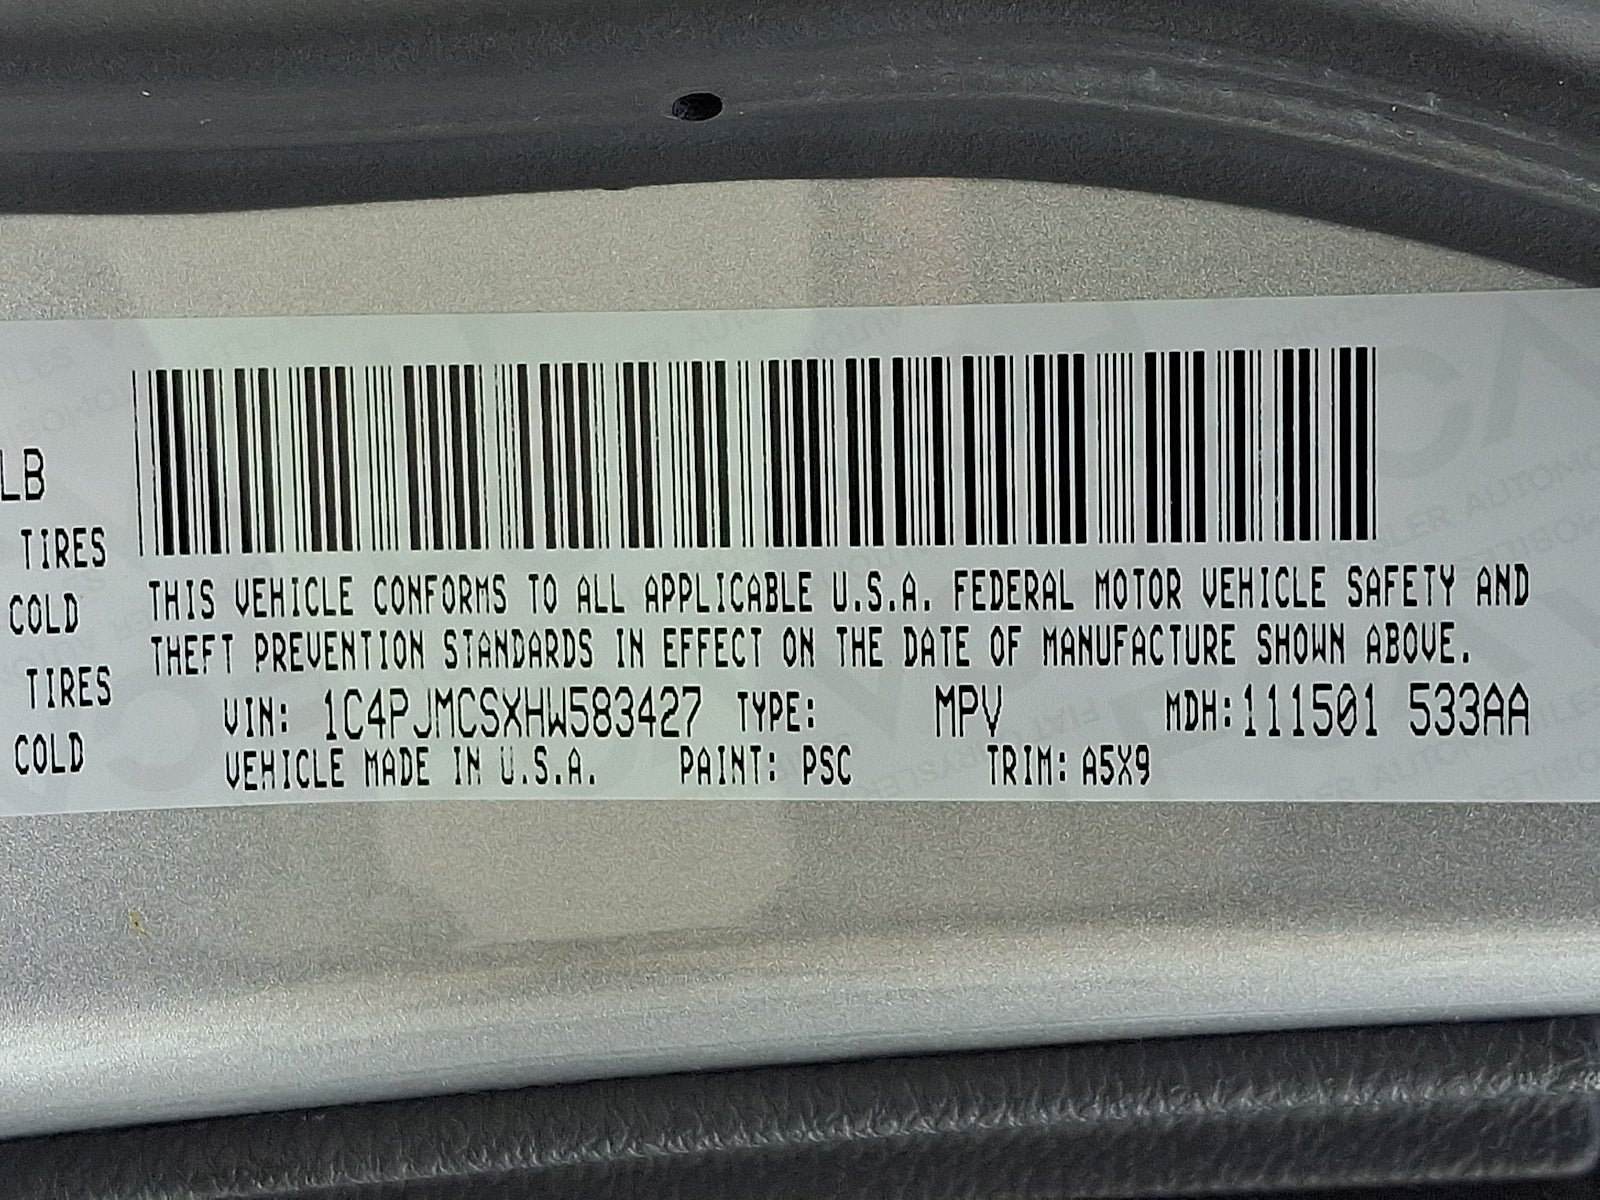 LB
TIRES
COLD
TIRES
COLD
THIS VEHICLE CONFORMS TO ALL APPLICABLE U.S.A. FEDERAL MOTOR VEHICLE SAFETY AND
THEFT PREVENTION STANDARDS IN EFFECT ON THE DATE OF MANUFACTURE SHOWN ABOVE.
VIN: 1C4PJMCSXHW583427 TYPE: MPV MDH:111501 533AA
VEHICLE MADE IN U.S.A. PAINT: PSC TRIM: A5X9